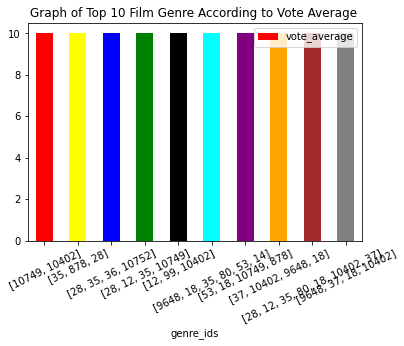 Graph of Top 10 Film Genre According to Vote Average
vote_average
10
8
6
4
2
0
[10749, 10402]
[35, 878, 28]
[28, 35, 36, 10752]
[28, 12, 35, 10749]
[12, 99, 10402]
[9648, 18, 35, 80, 53, 14]
[53, 18, 10749, 878]
[37, 10402, 9648, 18]
[28, 12, 35, 80, 18, 10402, 37]
[9648, 37, 18, 10402]
genre_ids